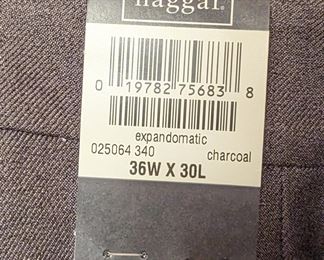 haggar®
0 19782 75683 8
expandomatic
025064 340 charcoal
36W X 30L